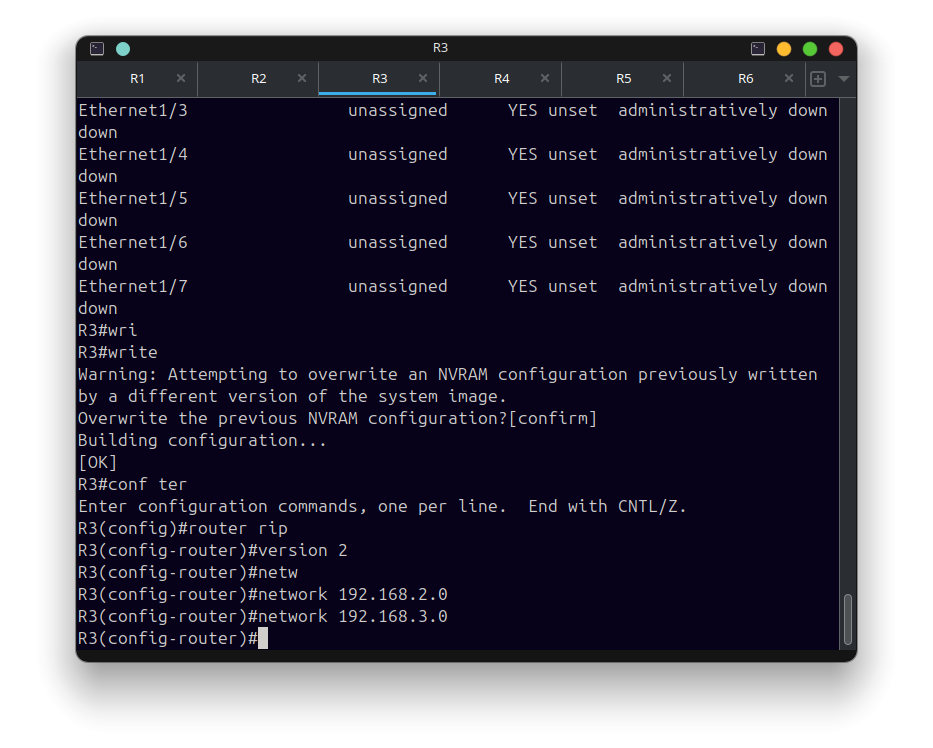 R3
R1 R2 R3 R4 R5 R6
Ethernet1/3                unassigned      YES unset  administratively down
down
Ethernet1/4                unassigned      YES unset  administratively down
down
Ethernet1/5                unassigned      YES unset  administratively down
down
Ethernet1/6                unassigned      YES unset  administratively down
down
Ethernet1/7                unassigned      YES unset  administratively down
down
R3#wri
R3#write
Warning: Attempting to overwrite an NVRAM configuration previously written
by a different version of the system image.
Overwrite the previous NVRAM configuration?[confirm]
Building configuration...
[OK]
R3#conf ter
Enter configuration commands, one per line.  End with CNTL/Z.
R3(config)#router rip
R3(config-router)#version 2
R3(config-router)#netw
R3(config-router)#network 192.168.2.0
R3(config-router)#network 192.168.3.0
R3(config-router)#